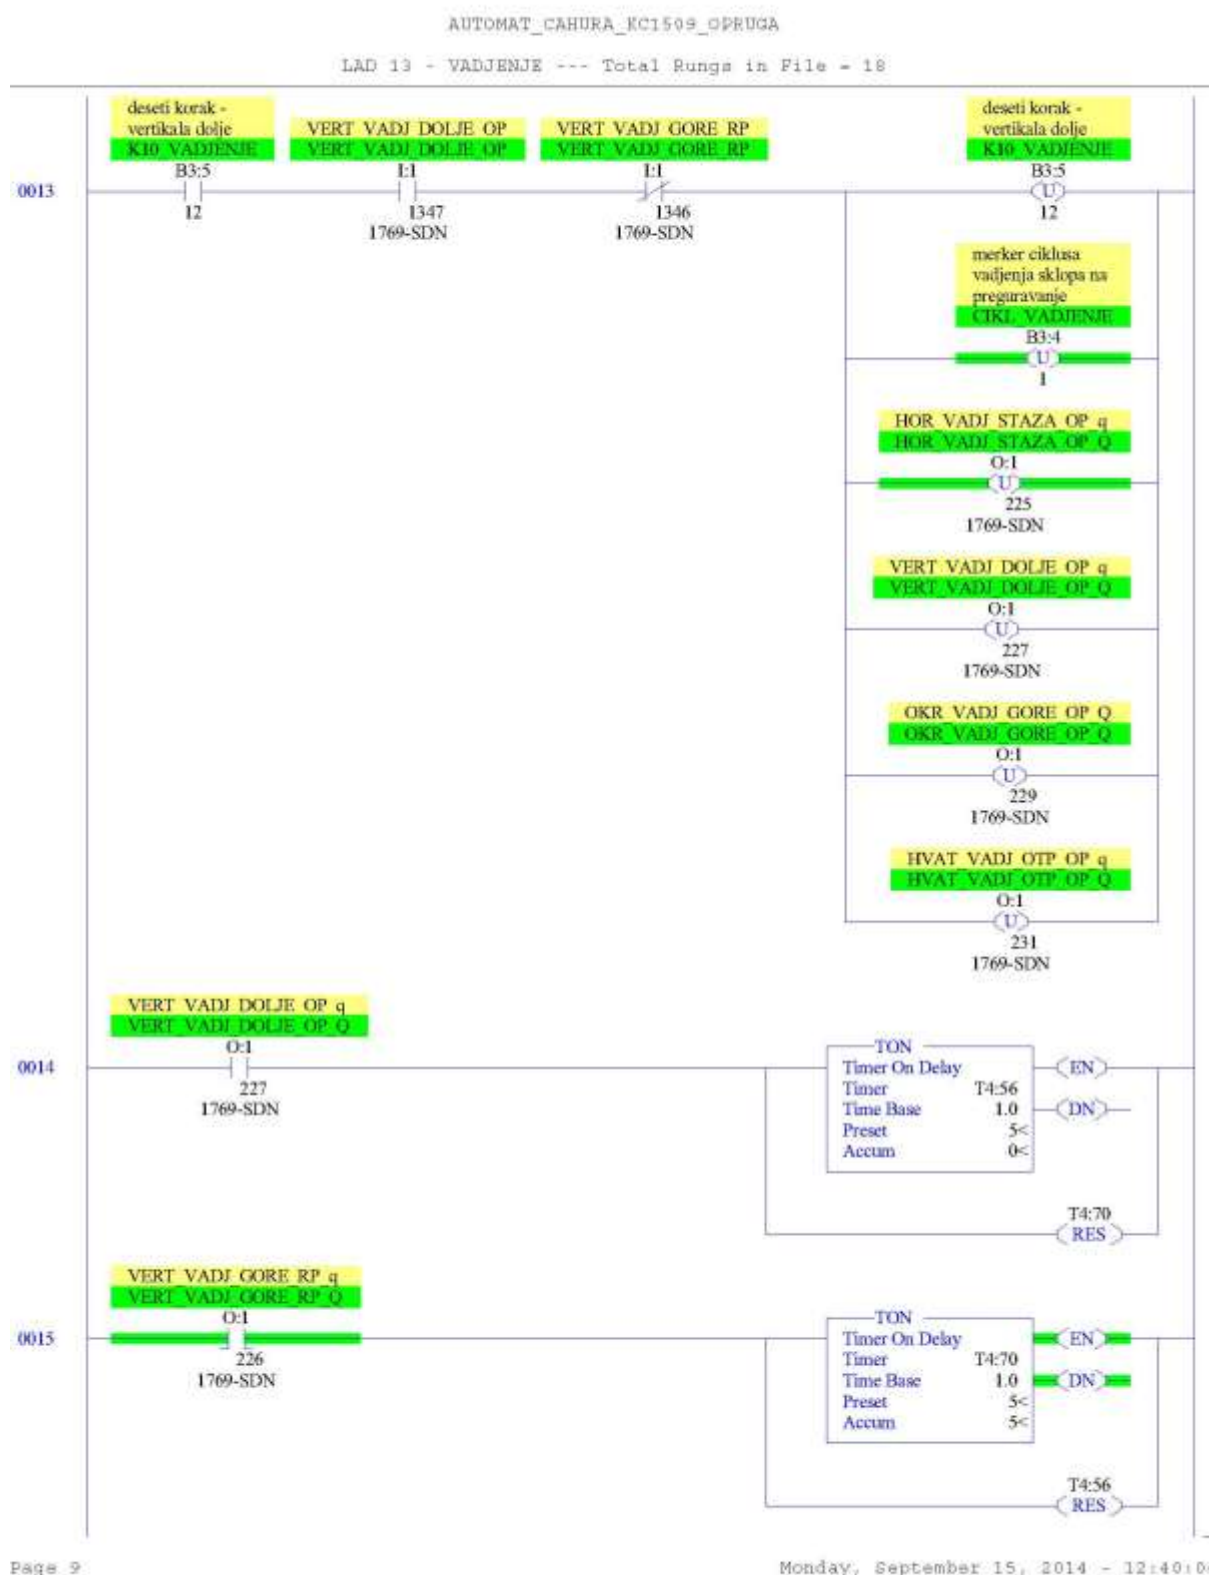 AUTOMAT_CAHURA_KC1509_OPRUGA
LAD 13 - VADJENJE --- Total Rungs in File = 18
deseti korak -
vertikala dolje
K10_VADJENJE
B3:5
12
VERT_VADJ_DOLJE_OP
VERT_VADJ_DOLJE_OP
I:1
1347
1769-SDN
VERT_VADJ_GORE_RP
VERT_VADJ_GORE_RP
I:1
1346
1769-SDN
deseti korak -
vertikala dolje
K10_VADJENJE
B3:5
U
12
0013
merker ciklusa
vadjenja sklopa na
preguravanje
CIKL_VADJENJE
B3:4
U
1
HOR_VADJ_STAZA_OP_q
HOR_VADJ_STAZA_OP_Q
O:1
U
225
1769-SDN
VERT_VADJ_DOLJE_OP_q
VERT_VADJ_DOLJE_OP_Q
O:1
U
227
1769-SDN
OKR_VADJ_GORE_OP_Q
OKR_VADJ_GORE_OP_Q
O:1
U
229
1769-SDN
HVAT_VADJ_OTP_OP_q
HVAT_VADJ_OTP_OP_Q
O:1
U
231
1769-SDN
VERT_VADJ_DOLJE_OP_q
VERT_VADJ_DOLJE_OP_Q
O:1
0014
227
1769-SDN
TON
Timer On Delay
Timer T4:56
Time Base 1.0
Preset 5<
Accum 0<
EN
DN
T4:70
RES
VERT_VADJ_GORE_RP_q
VERT_VADJ_GORE_RP_Q
O:1
0015
226
1769-SDN
TON
Timer On Delay
Timer T4:70
Time Base 1.0
Preset 5<
Accum 5<
EN
DN
T4:56
RES
Page 9
Monday, September 15, 2014 - 12:40:0